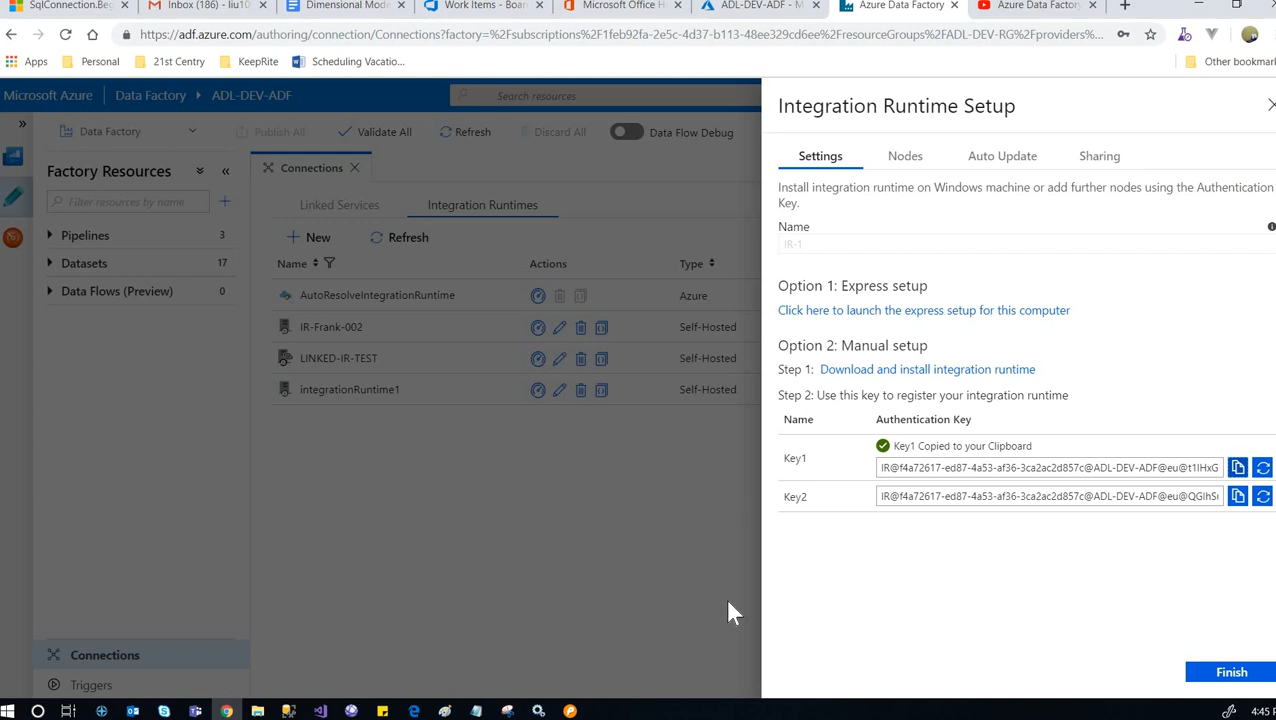 SqlConnection.Beg
Inbox (186) - liu10
Dimensional Mode
Work Items - Boar
Microsoft Office H
ADL-DEV-ADF - M
Azure Data Factory
Azure Data Factory
https://adf.azure.com/authoring/connection/Connections?factory=%2Fsubscriptions%2F1feb92fa-2e5c-4d37-b113-48ee329cd6ee%2FresourceGroups%2FADL-DEV-RG%2Fproviders...
Apps
Personal
21st Centry
KeepRite
Scheduling Vacatio...
Other bookmar
Microsoft Azure
Data Factory
ADL-DEV-ADF
Search resources
Data Factory
Publish All
Validate All
Refresh
Discard All
Data Flow Debug
Factory Resources
Filter resources by name
Pipelines 3
Datasets 17
Data Flows (Preview) 0
Connections
Triggers
Connections
Linked Services
Integration Runtimes
New
Refresh
Name Actions Type
AutoResolveIntegrationRuntime Azure
IR-Frank-002 Self-Hosted
LINKED-IR-TEST Self-Hosted
integrationRuntime1 Self-Hosted
Integration Runtime Setup
Settings Nodes Auto Update Sharing
Install integration runtime on Windows machine or add further nodes using the Authentication
Key.
Name
IR-1
Option 1: Express setup
Click here to launch the express setup for this computer
Option 2: Manual setup
Step 1: Download and install integration runtime
Step 2: Use this key to register your integration runtime
Name Authentication Key
Key1 Copied to your Clipboard
Key1 IR@f4a72617-ed87-4a53-af36-3ca2ac2d857c@ADL-DEV-ADF@eu@t1IHxG
Key2 IR@f4a72617-ed87-4a53-af36-3ca2ac2d857c@ADL-DEV-ADF@eu@QGIhS
Finish
4:45 P